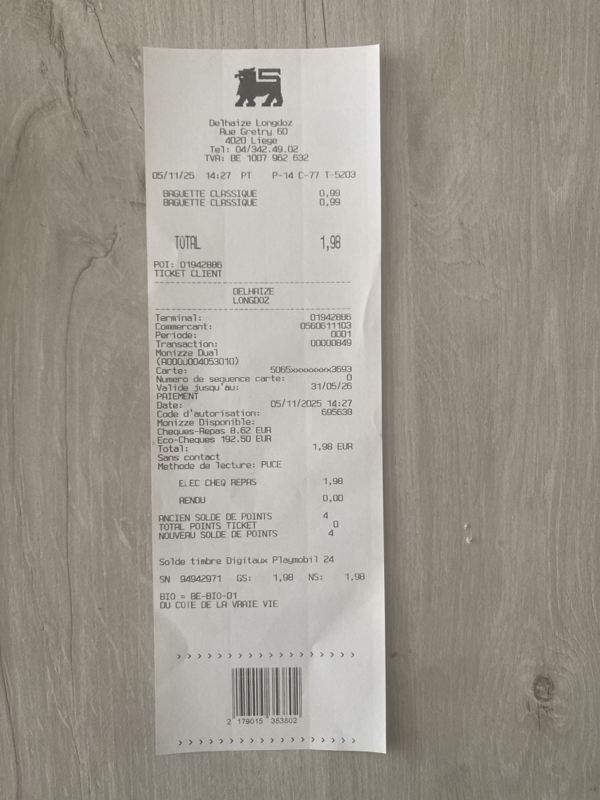 Delhaize Longdoz
Rue Gretry 60
4020 Liege
Tel: 04/342.49.02
TVA: BE 1007 962 632
05/11/25 14:27 PT P-14 C-77 T-5203
BAGUETTE CLASSIQUE 0,99
BAGUETTE CLASSIQUE 0,99
TOTAL 1,98
POI: 01942886
TICKET CLIENT
DELHAIZE
LONGDOZ
Terminal: 01942886
Commercant: 0560611103
Periode: 0001
Transaction: 00000849
Monizze Dual
(A0000004053010)
Carte: 5065xxxxxxxx3693
Numero de sequence carte: 0
Valide jusqu'au: 31/05/26
PAIEMENT
Date: 05/11/2025 14:27
Code d'autorisation: 695638
Monizze Disponible:
Cheques-Repas 8.62 EUR
Eco-Cheques 192.50 EUR
Total: 1,98 EUR
Sans contact
Methode de lecture: PUCE
ELEC CHEQ REPAS 1,98
RENDU 0,00
ANCIEN SOLDE DE POINTS 4
TOTAL POINTS TICKET 0
NOUVEAU SOLDE DE POINTS 4
Solde timbre Digitaux Playmobil 24
SN 94942971 GS: 1,98 NS: 1,98
BIO = BE-BIO-01
DU COTE DE LA VRAIE VIE
2 179015 353802